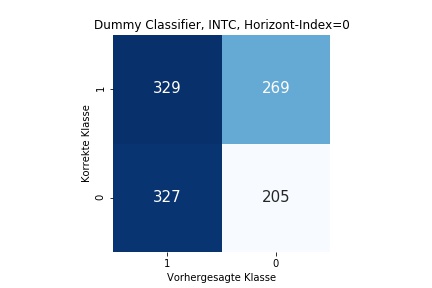 Dummy Classifier, INTC, Horizont-Index=0
Korrekte Klasse
1
329
269
0
327
205
1
0
Vorhergesagte Klasse